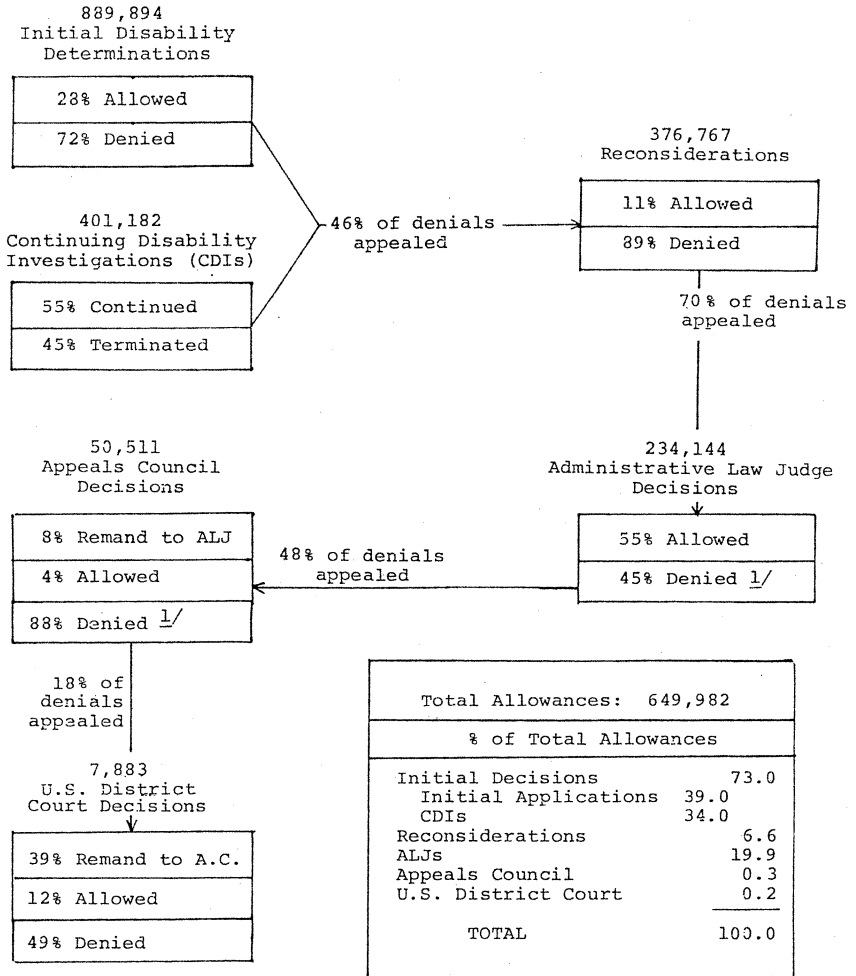 889,894
Initial Disability
Determinations
28% Allowed
72% Denied
401,182
Continuing Disability
Investigations (CDIs)
55% Continued
45% Terminated
46% of denials
appealed
376,767
Reconsiderations
11% Allowed
89% Denied
70% of denials
appealed
234,144
Administrative Law Judge
Decisions
55% Allowed
45% Denied 1/
48% of denials
appealed
50,511
Appeals Council
Decisions
8% Remand to ALJ
4% Allowed
88% Denied 1/
18% of
denials
appealed
7,883
U.S. District
Court Decisions
39% Remand to A.C.
12% Allowed
49% Denied
Total Allowances: 649,982
% of Total Allowances
Initial Decisions 73.0
Initial Applications 39.0
CDIs 34.0
Reconsiderations 6.6
ALJs 19.9
Appeals Council 0.3
U.S. District Court 0.2
TOTAL 100.0